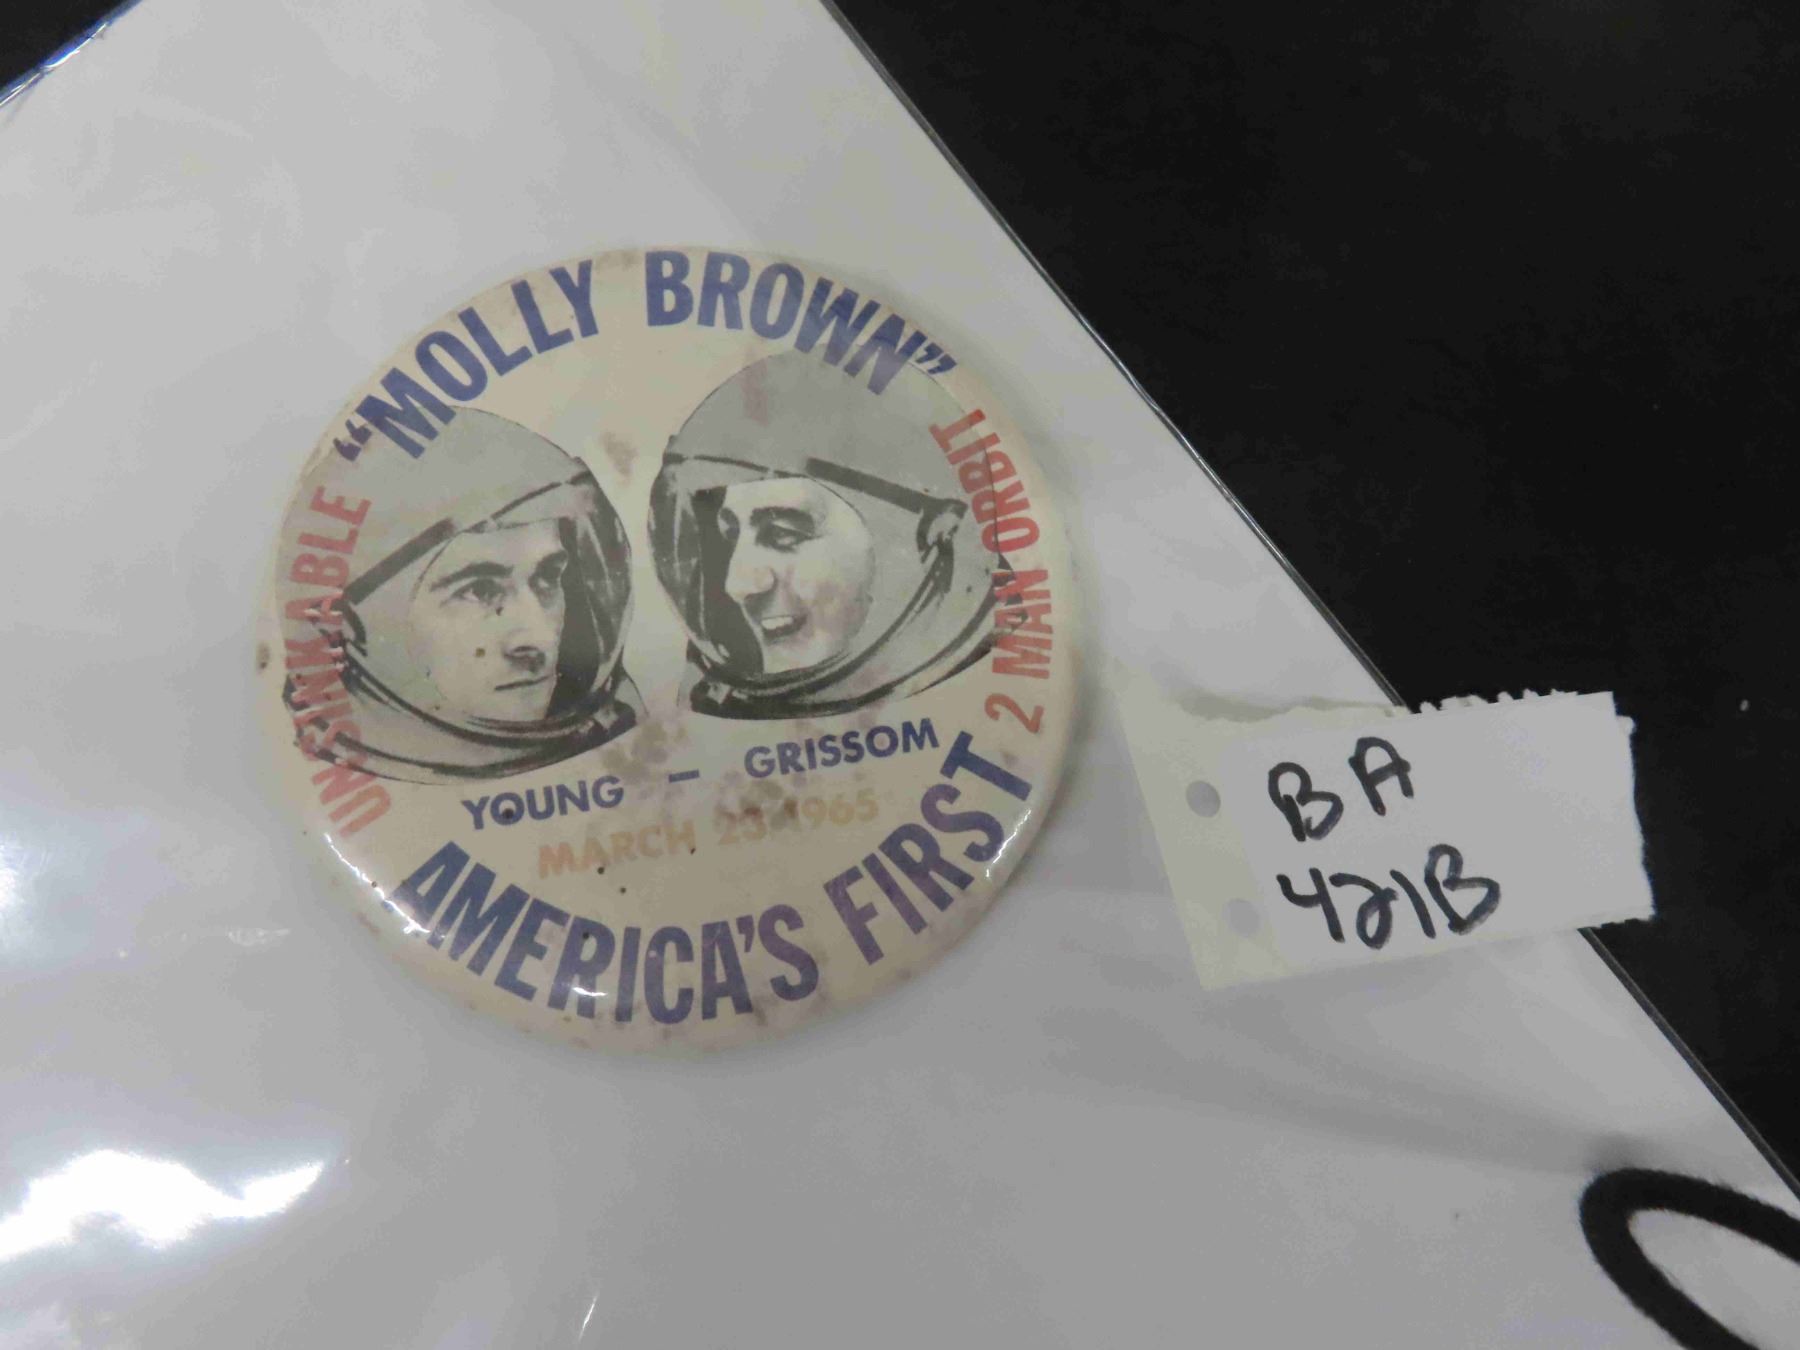 UNSINKABLE
"MOLLY BROWN"
2 MAN ORBIT
YOUNG – GRISSOM
MARCH 23 1965
AMERICA'S FIRST
BA
421B